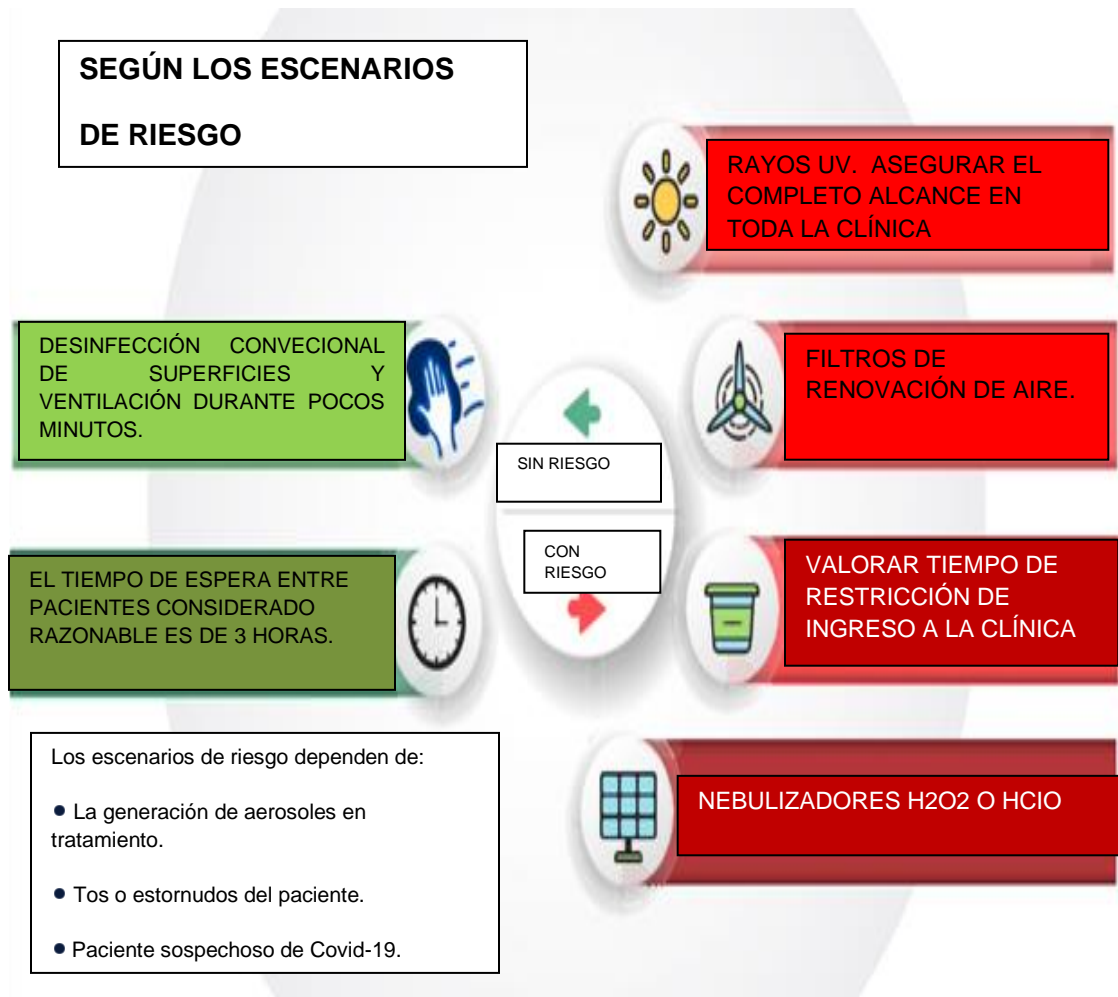 SEGÚN LOS ESCENARIOS
DE RIESGO
RAYOS UV. ASEGURAR EL
COMPLETO ALCANCE EN
TODA LA CLÍNICA
DESINFECCIÓN CONVECIONAL
DE SUPERFICIES Y
VENTILACIÓN DURANTE POCOS
MINUTOS.
FILTROS DE
RENOVACIÓN DE AIRE.
SIN RIESGO
CON
RIESGO
EL TIEMPO DE ESPERA ENTRE
PACIENTES CONSIDERADO
RAZONABLE ES DE 3 HORAS.
VALORAR TIEMPO DE
RESTRICCIÓN DE
INGRESO A LA CLÍNICA
Los escenarios de riesgo dependen de:
• La generación de aerosoles en
tratamiento.
• Tos o estornudos del paciente.
• Paciente sospechoso de Covid-19.
NEBULIZADORES H2O2 O HClO